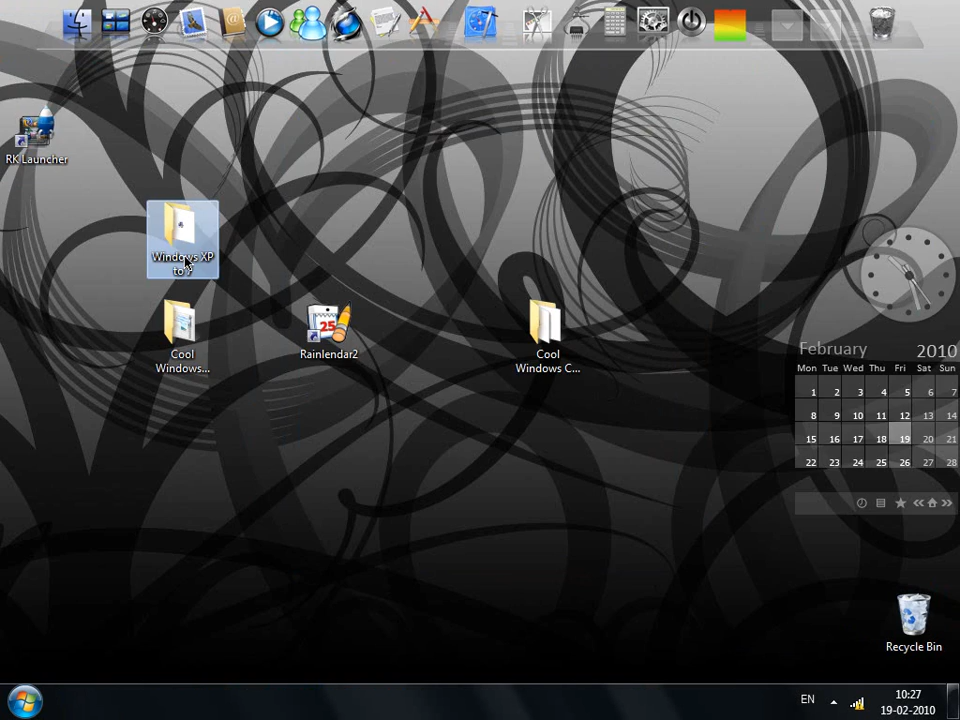 RK Launcher
Windows XP
to 7
Cool
Windows...
25
Rainlendar2
Cool
Windows C...
February 2010
Mon Tue Wed Thu Fri Sat Sun
1 2 3 4 5 6 7
8 9 10 11 12 13 14
15 16 17 18 19 20 21
22 23 24 25 26 27 28
Recycle Bin
EN
10:27
19-02-2010